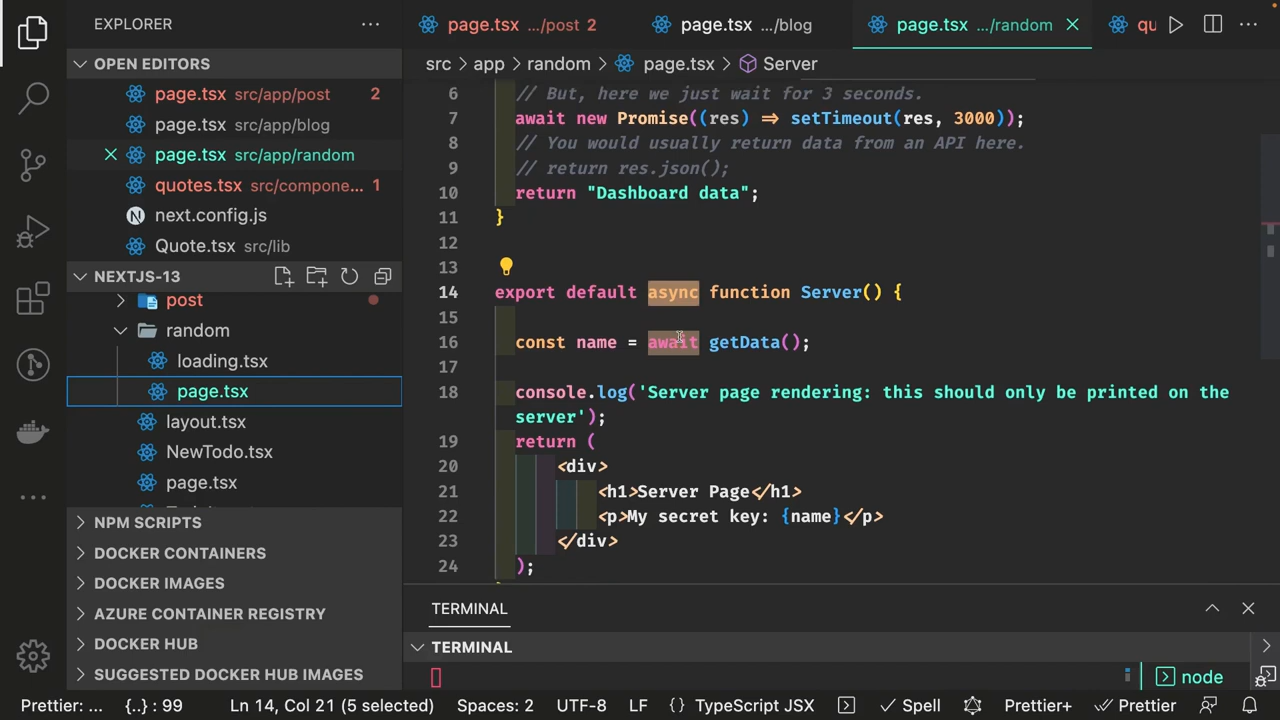 EXPLORER
OPEN EDITORS
page.tsx src/app/post 2
page.tsx src/app/blog
page.tsx src/app/random
quotes.tsx src/compone... 1
next.config.js
Quote.tsx src/lib
NEXTJS-13
post
random
loading.tsx
page.tsx
layout.tsx
NewTodo.tsx
page.tsx
NPM SCRIPTS
DOCKER CONTAINERS
DOCKER IMAGES
AZURE CONTAINER REGISTRY
DOCKER HUB
SUGGESTED DOCKER HUB IMAGES
page.tsx .../post 2
page.tsx .../blog
page.tsx .../random
qu
src > app > random > page.tsx > Server
6 // But, here we just wait for 3 seconds.
7 await new Promise((res) => setTimeout(res, 3000));
8 // You would usually return data from an API here.
9 // return res.json();
10 return "Dashboard data";
11 }
12
13
14 export default async function Server() {
15
16 const name = await getData();
17
18 console.log('Server page rendering: this should only be printed on the
server');
19 return (
20 <div>
21 <h1>Server Page</h1>
22 <p>My secret key: {name}</p>
23 </div>
24 );
TERMINAL
TERMINAL
node
Prettier: ... {..} : 99 Ln 14, Col 21 (5 selected) Spaces: 2 UTF-8 LF {} TypeScript JSX Spell Prettier+ Prettier